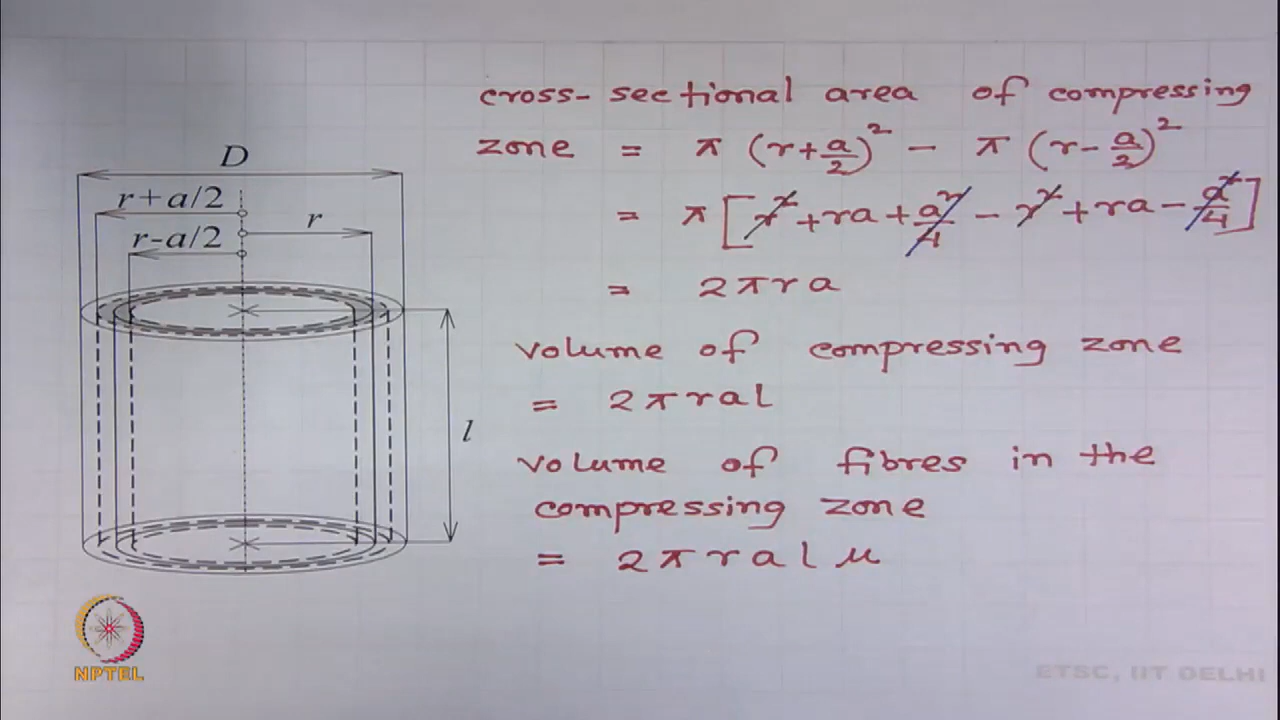 D
r+a/2
r
r-a/2
l
cross-sectional area of compressing
zone = π (r+a/2)² - π (r-a/2)²
= π [r² + ra + a²/4 - r² + ra - a²/4]
= 2πra
volume of compressing zone
= 2πral
volume of fibres in the
compressing zone
= 2πralμ
NPTEL
ETSC, IIT DELHI